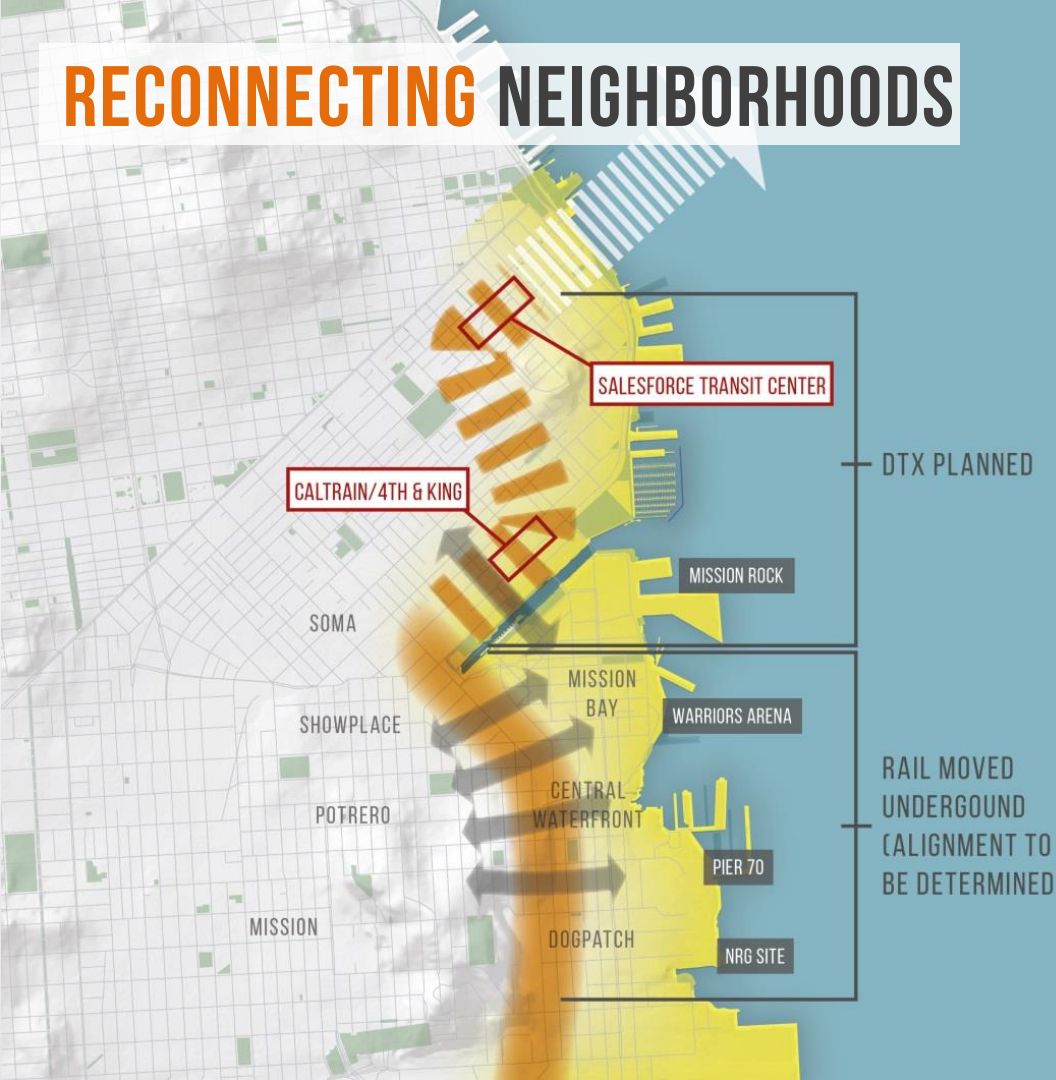 RECONNECTING NEIGHBORHOODS
SALESFORCE TRANSIT CENTER
DTX PLANNED
CALTRAIN/4TH & KING
MISSION ROCK
SOMA
MISSION
BAY
WARRIORS ARENA
SHOWPLACE
RAIL MOVED
UNDERGOUND
(ALIGNMENT TO
BE DETERMINED
CENTRAL
WATERFRONT
POTRERO
PIER 70
MISSION
DOGPATCH
NRG SITE